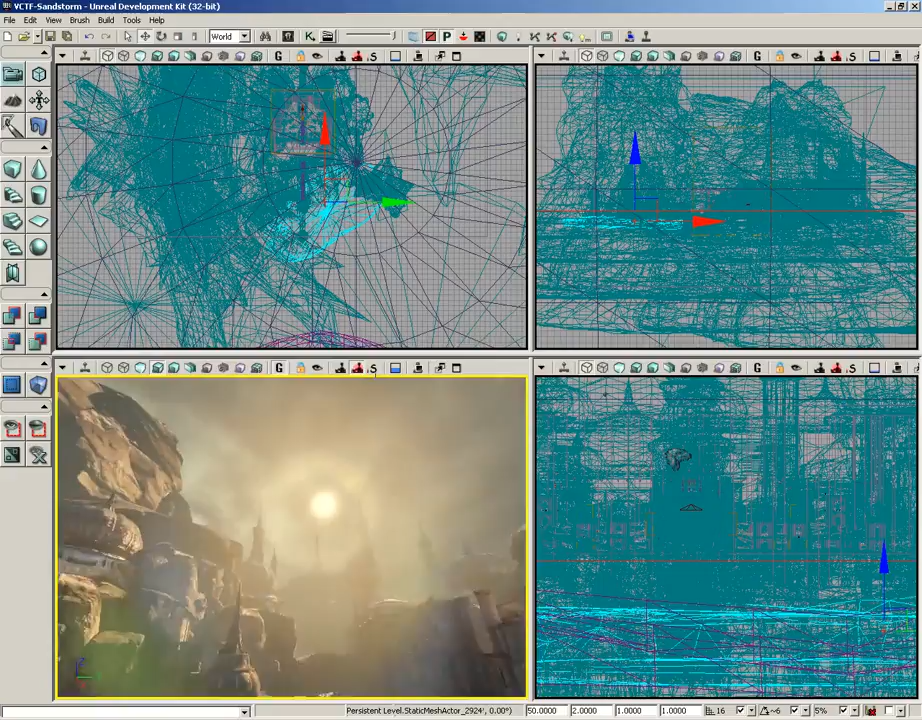 VCTF-Sandstorm - Unreal Development Kit (32-bit)
File Edit View Brush Build Tools Help
World
G
G
Persistent Level.StaticMeshActor_2924', 0.00°)
50.0000
2.0000
1.0000
1.0000
16
~6
5%